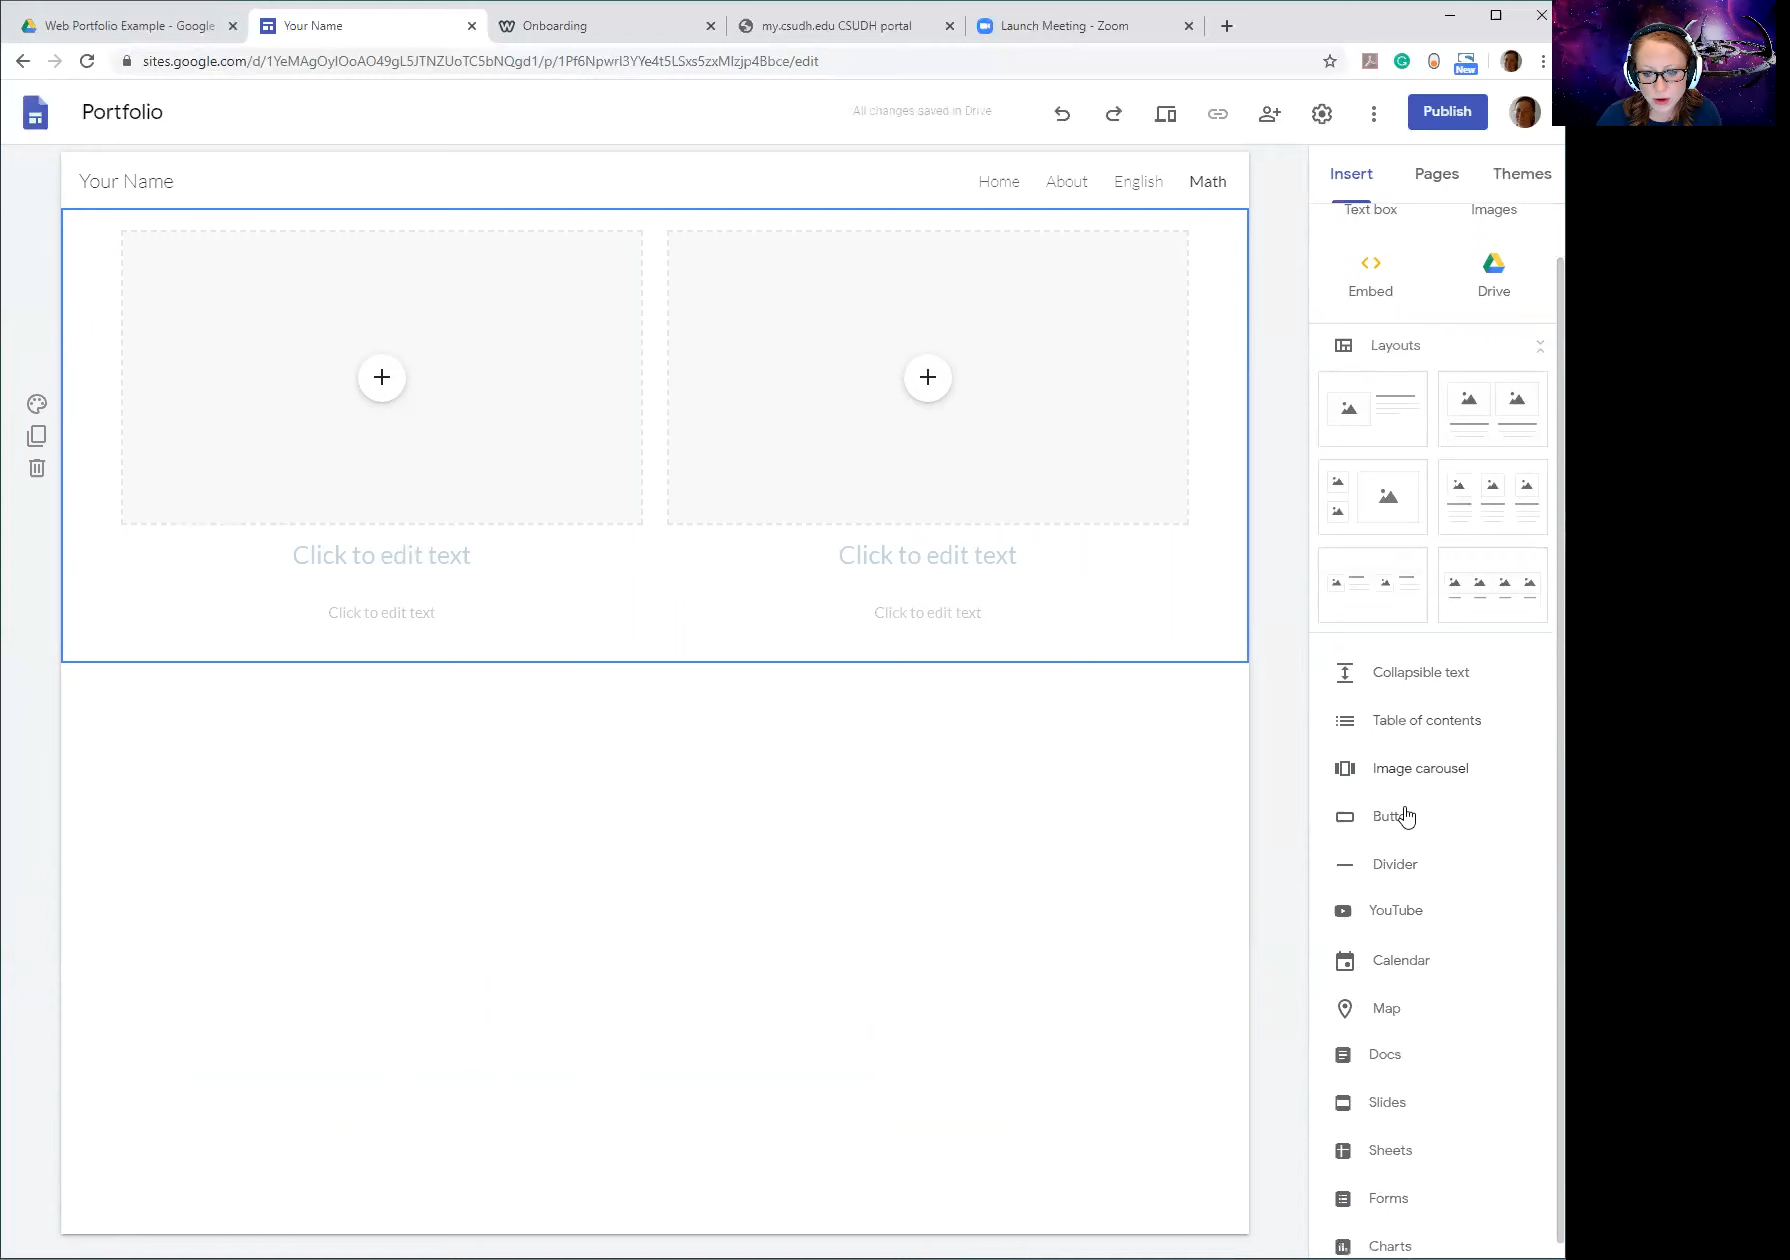 Web Portfolio Example - Google
Your Name
Onboarding
my.csudh.edu CSUDH portal
Launch Meeting - Zoom
sites.google.com/d/1YeMAgOyIOoAO49gL5JTNZUoTC5bNQgd1/p/1Pf6Npwrl3YYe4t5LSxs5zxMIzjp4Bbce/edit
New
Portfolio
All changes saved in Drive
Publish
Your Name
Home
About
English
Math
Insert
Pages
Themes
Text box
Images
Embed
Drive
Layouts
Click to edit text
Click to edit text
Click to edit text
Click to edit text
Collapsible text
Table of contents
Image carousel
Divider
YouTube
Calendar
Map
Docs
Slides
Sheets
Forms
Charts